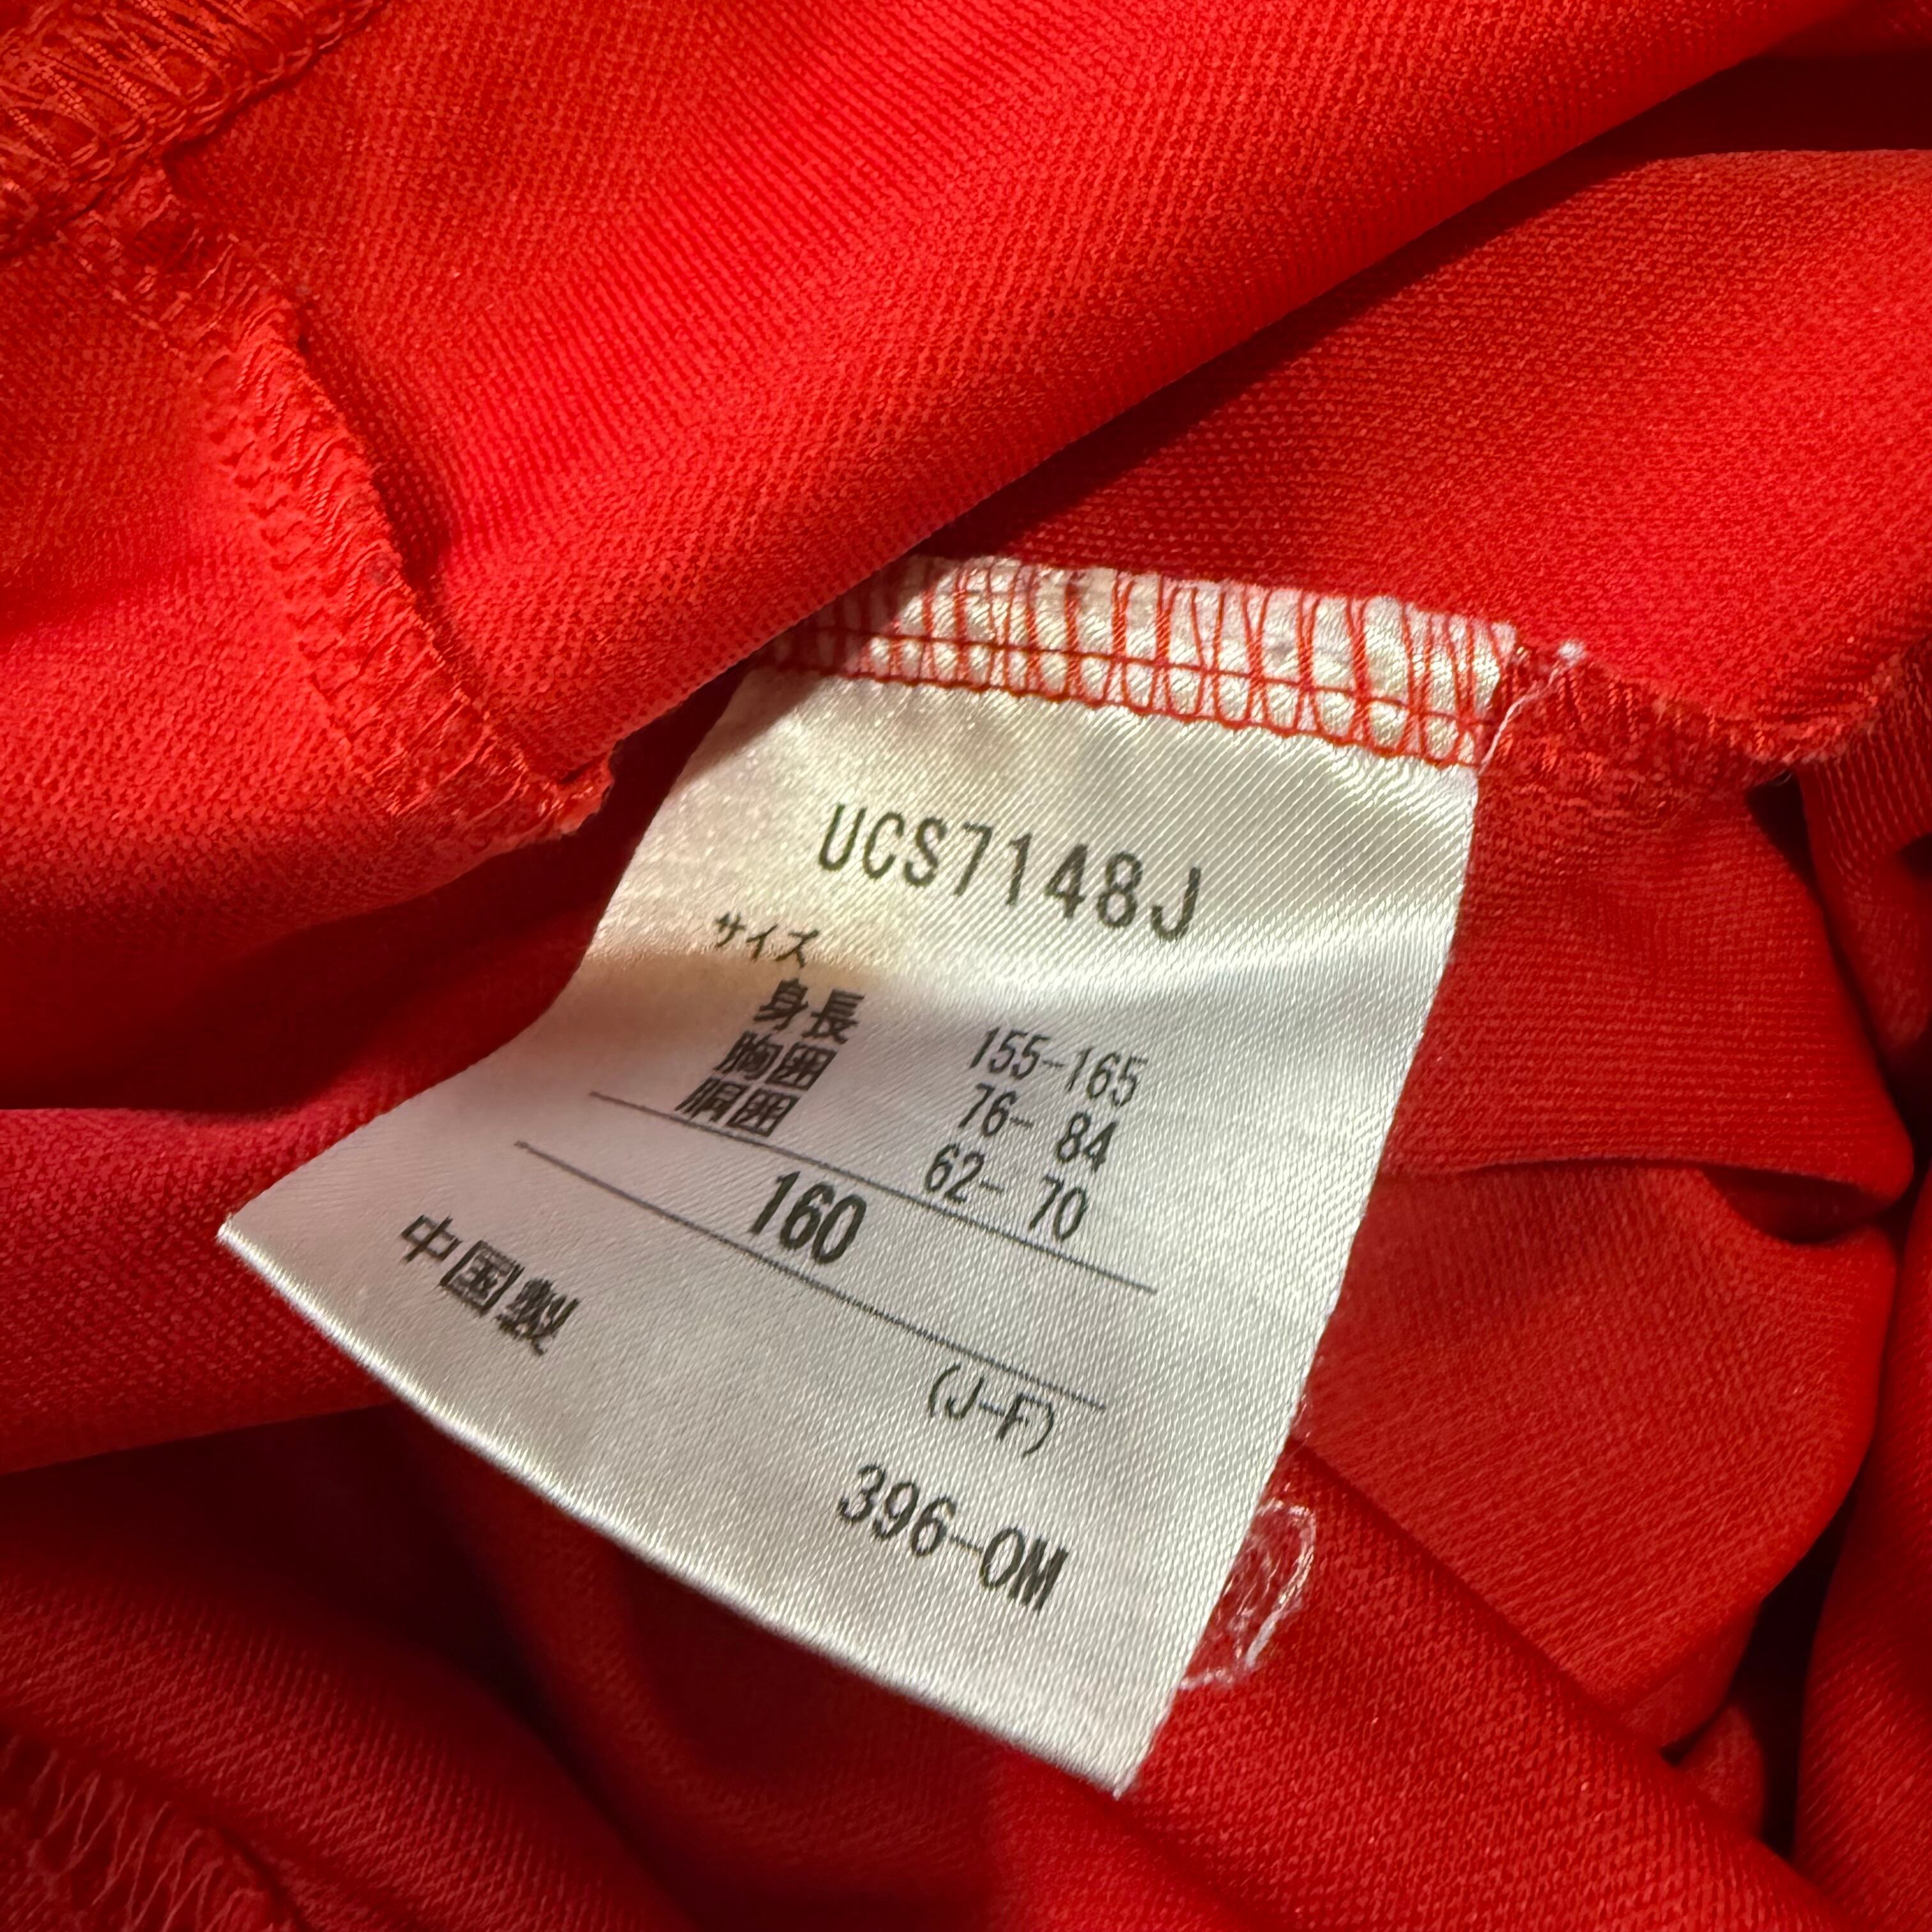 UCS7148J
サイズ
身長 155-165
胸囲 76- 84
胴囲 62- 70
160
(J-F)
中国製
396-0M